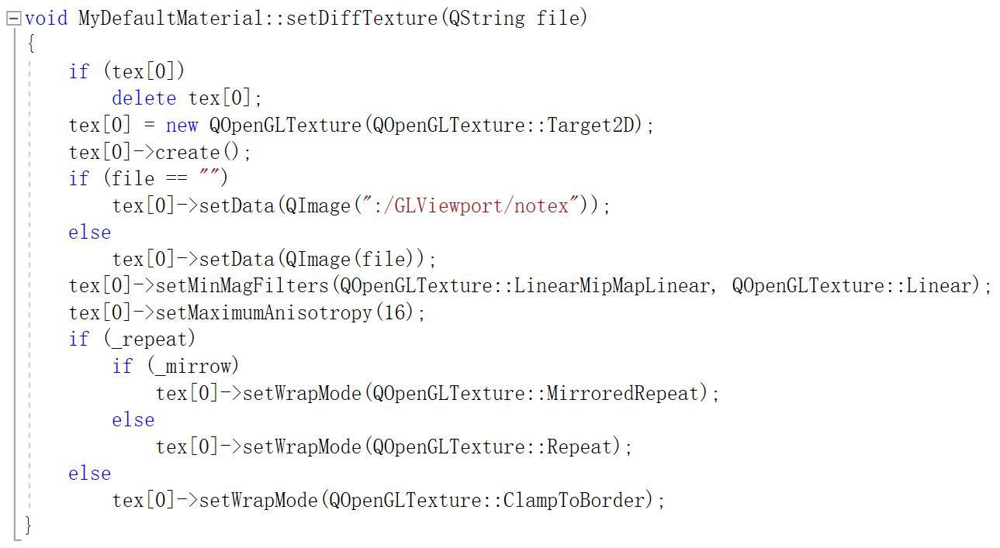 void MyDefaultMaterial::setDiffTexture(QString file)
{
    if (tex[0])
        delete tex[0];
    tex[0] = new QOpenGLTexture(QOpenGLTexture::Target2D);
    tex[0]->create();
    if (file == "")
        tex[0]->setData(QImage(":/GLViewport/notex"));
    else
        tex[0]->setData(QImage(file));
    tex[0]->setMinMagFilters(QOpenGLTexture::LinearMipMapLinear, QOpenGLTexture::Linear);
    tex[0]->setMaximumAnisotropy(16);
    if (_repeat)
        if (_mirrow)
            tex[0]->setWrapMode(QOpenGLTexture::MirroredRepeat);
        else
            tex[0]->setWrapMode(QOpenGLTexture::Repeat);
    else
        tex[0]->setWrapMode(QOpenGLTexture::ClampToBorder);
}